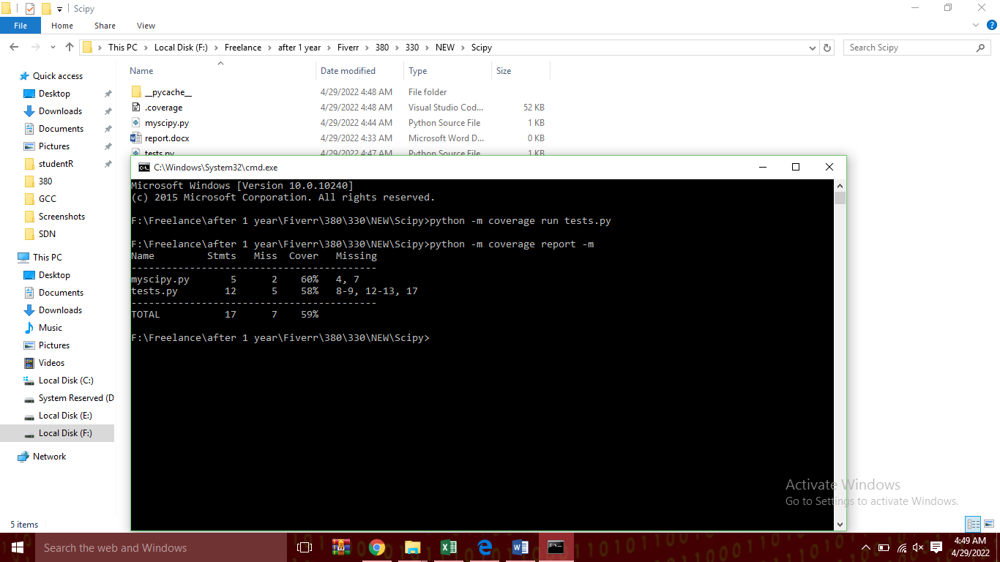 Scipy
File Home Share View
This PC Local Disk (F:) Freelance after 1 year Fiverr 380 330 NEW Scipy
Search Scipy
Name Date modified Type Size
__pycache__ 4/29/2022 4:48 AM File folder
.coverage 4/29/2022 4:48 AM Visual Studio Cod... 52 KB
myscipy.py 4/29/2022 4:44 AM Python Source File 1 KB
report.docx 4/29/2022 4:33 AM Microsoft Word D... 0 KB
tests.py 4/29/2022 4:47 AM Python Source File 1 KB
Quick access
Desktop
Downloads
Documents
Pictures
studentR
380
GCC
Screenshots
SDN
This PC
Desktop
Documents
Downloads
Music
Pictures
Videos
Local Disk (C:)
System Reserved (D
Local Disk (E:)
Local Disk (F:)
Network
5 items
C:\Windows\System32\cmd.exe
Microsoft Windows [Version 10.0.10240]
(c) 2015 Microsoft Corporation. All rights reserved.
F:\Freelance\after 1 year\Fiverr\380\330\NEW\Scipy>python -m coverage run tests.py
F:\Freelance\after 1 year\Fiverr\380\330\NEW\Scipy>python -m coverage report -m
Name Stmts Miss Cover Missing
------------------------------------------
myscipy.py 5 2 60% 4, 7
tests.py 12 5 58% 8-9, 12-13, 17
------------------------------------------
TOTAL 17 7 59%
F:\Freelance\after 1 year\Fiverr\380\330\NEW\Scipy>
Activate Windows
Go to Settings to activate Windows.
Search the web and Windows
4:49 AM
4/29/2022